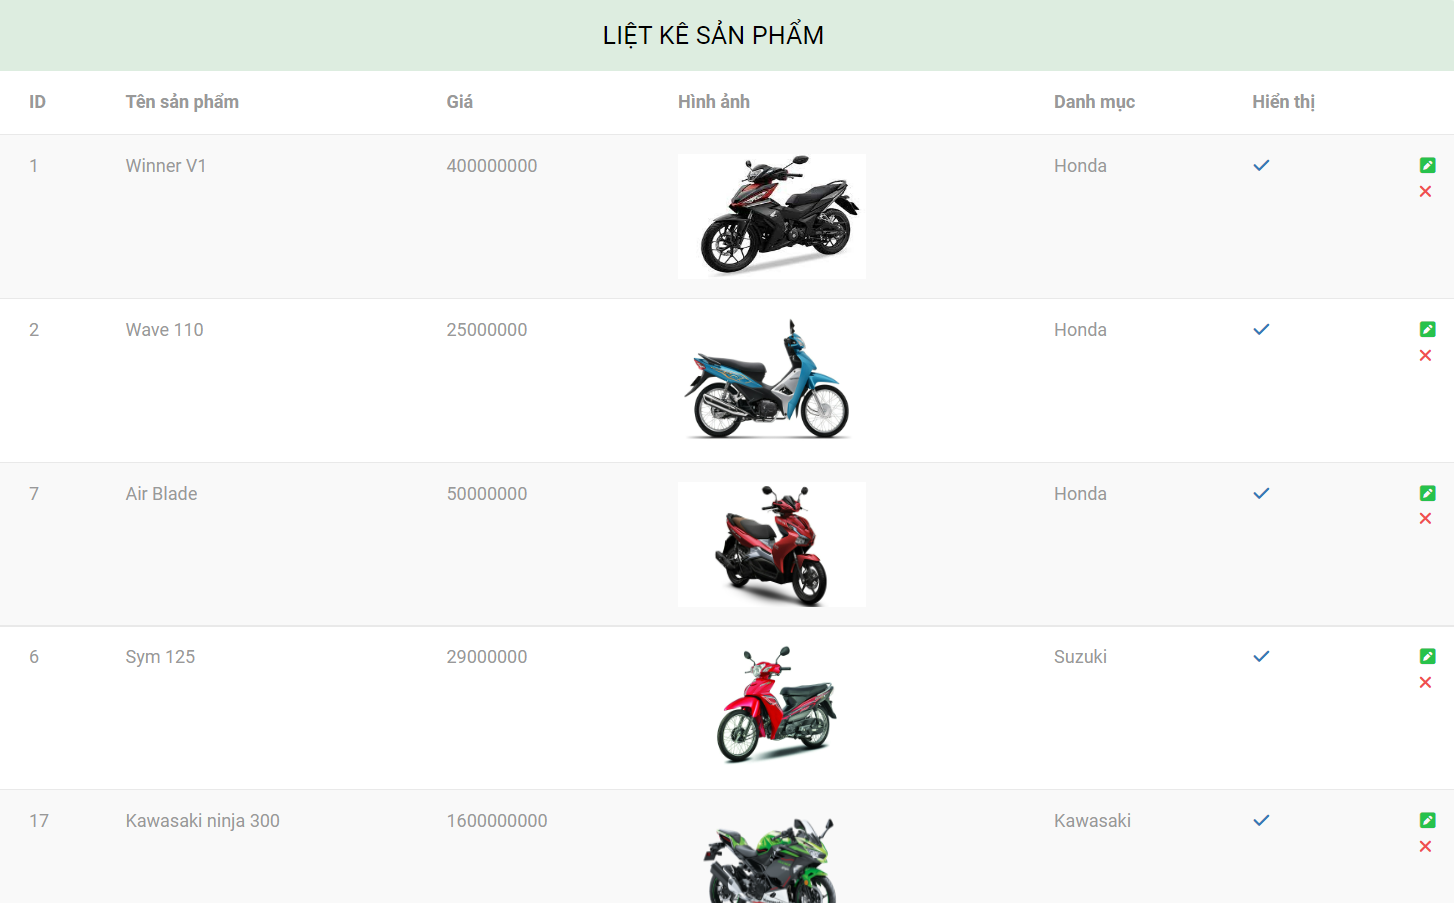 LIỆT KÊ SẢN PHẨM
ID Tên sản phẩm Giá Hình ảnh Danh mục Hiển thị
1 Winner V1 400000000 Honda
2 Wave 110 25000000 Honda
7 Air Blade 50000000 Honda
6 Sym 125 29000000 Suzuki
17 Kawasaki ninja 300 1600000000 Kawasaki